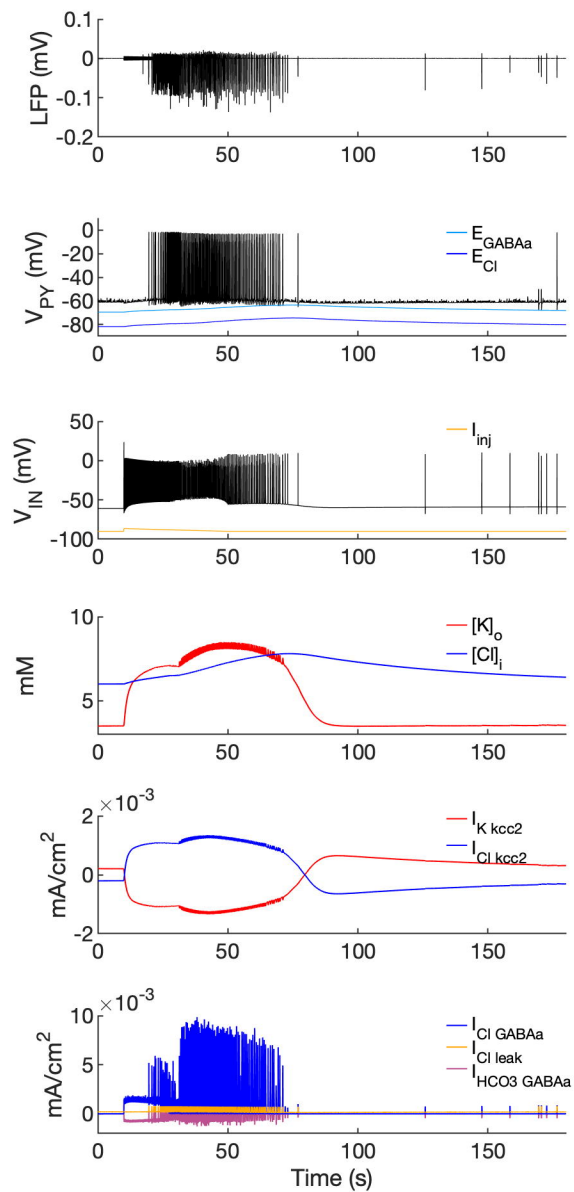 0.1
0
-0.1
-0.2
LFP (mV)
0 50 100 150
0
-20
-40
-60
-80
V_PY (mV)
E_GABAa
E_Cl
0 50 100 150
50
0
-50
-100
V_IN (mV)
I_inj
0 50 100 150
10
5
mM
[K]_o
[Cl]_i
0 50 100 150
×10^-3
2
0
-2
mA/cm^2
I_K kcc2
I_Cl kcc2
0 50 100 150
×10^-3
10
5
0
mA/cm^2
I_Cl GABAa
I_Cl leak
I_HCO3 GABAa
0 50 100 150
Time (s)